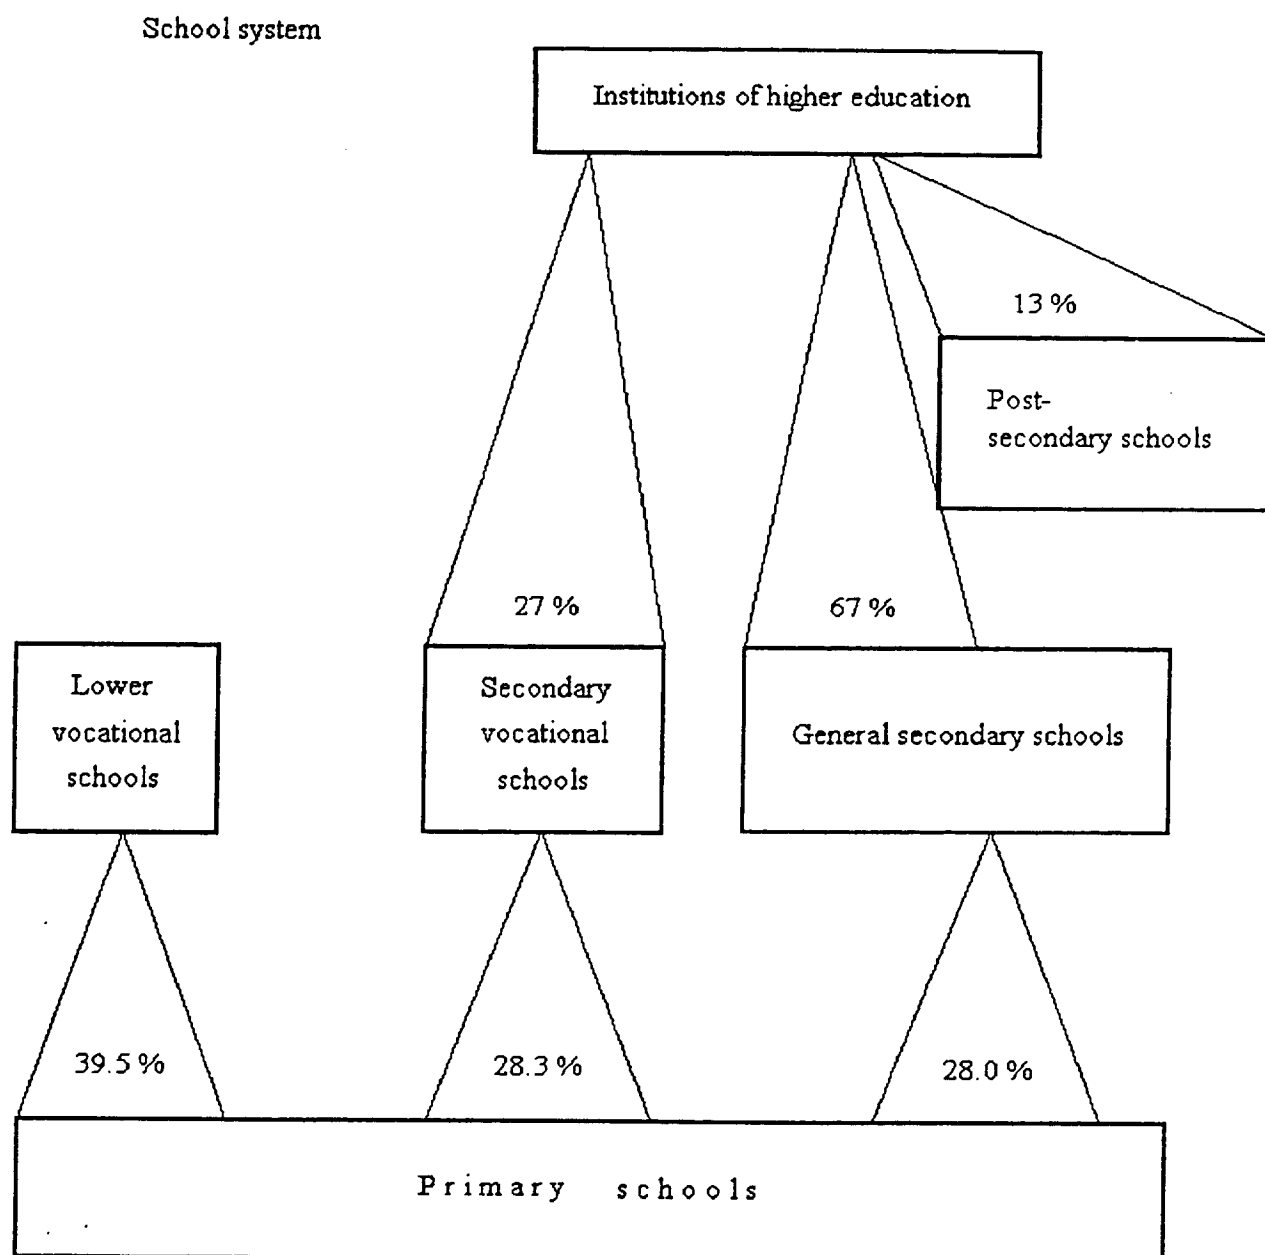 School system
Institutions of higher education
13 %
Post-
secondary schools
27 %
67 %
Lower
vocational
schools
Secondary
vocational
schools
General secondary schools
39.5 %
28.3 %
28.0 %
Primary schools